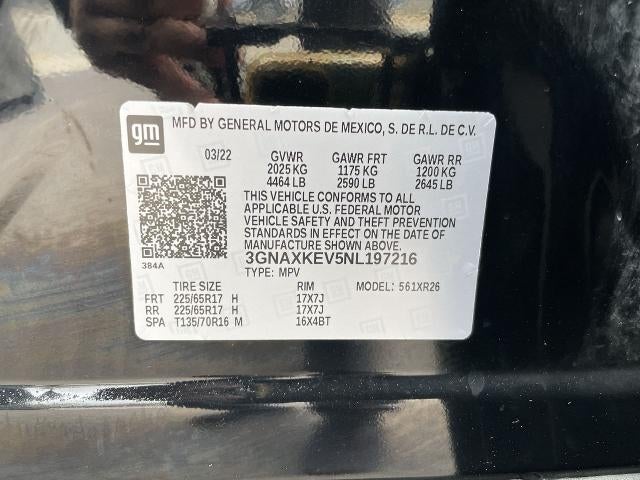 gm
MFD BY GENERAL MOTORS DE MEXICO, S. DE R.L. DE C.V.
03/22 GVWR GAWR FRT GAWR RR
2025 KG 1175 KG 1200 KG
4464 LB 2590 LB 2645 LB
THIS VEHICLE CONFORMS TO ALL
APPLICABLE U.S. FEDERAL MOTOR
VEHICLE SAFETY AND THEFT PREVENTION
STANDARDS IN EFFECT ON THE DATE OF
MANUFACTURE SHOWN ABOVE.
384A 3GNAXKEV5NL197216
TYPE: MPV
TIRE SIZE RIM MODEL: 561XR26
FRT 225/65R17 H 17X7J
RR 225/65R17 H 17X7J
SPA T135/70R16 M 16X4BT